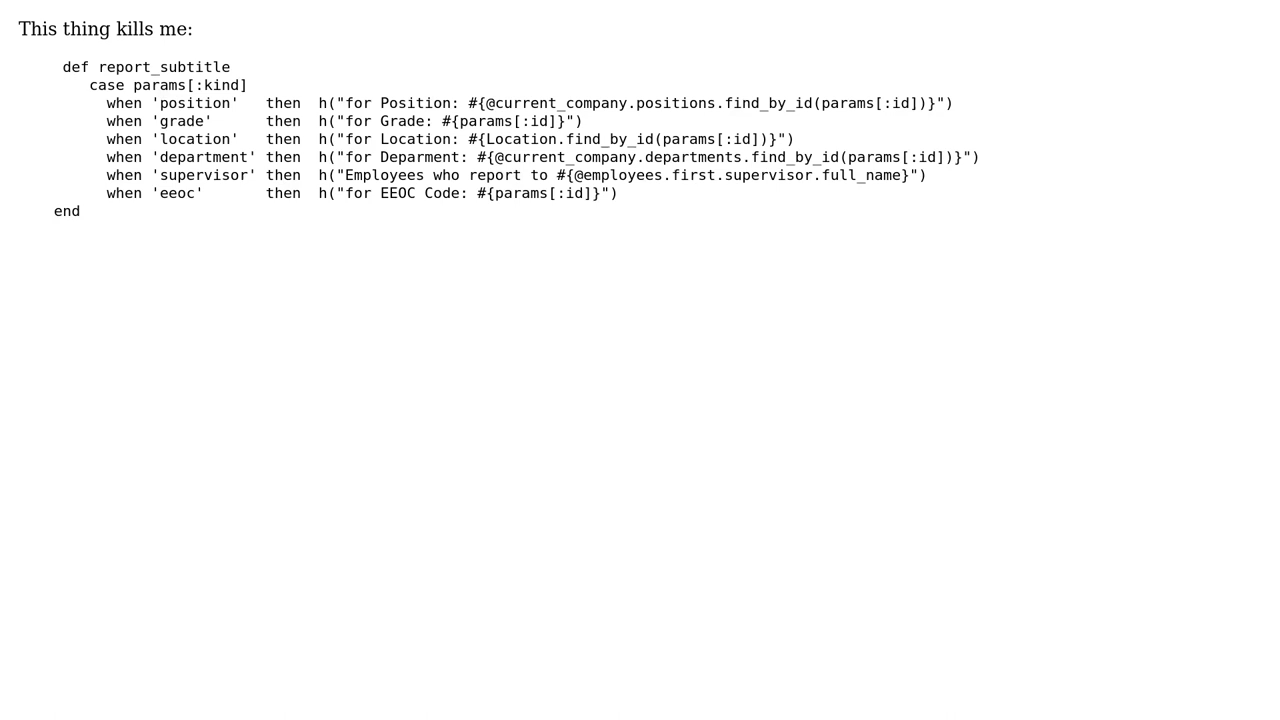 This thing kills me:
def report_subtitle
case params[:kind]
when 'position' then h("for Position: #{@current_company.positions.find_by_id(params[:id])}")
when 'grade' then h("for Grade: #{params[:id]}")
when 'location' then h("for Location: #{Location.find_by_id(params[:id])}")
when 'department' then h("for Deparment: #{@current_company.departments.find_by_id(params[:id])}")
when 'supervisor' then h("Employees who report to #{@employees.first.supervisor.full_name}")
when 'eeoc' then h("for EEOC Code: #{params[:id]}")
end